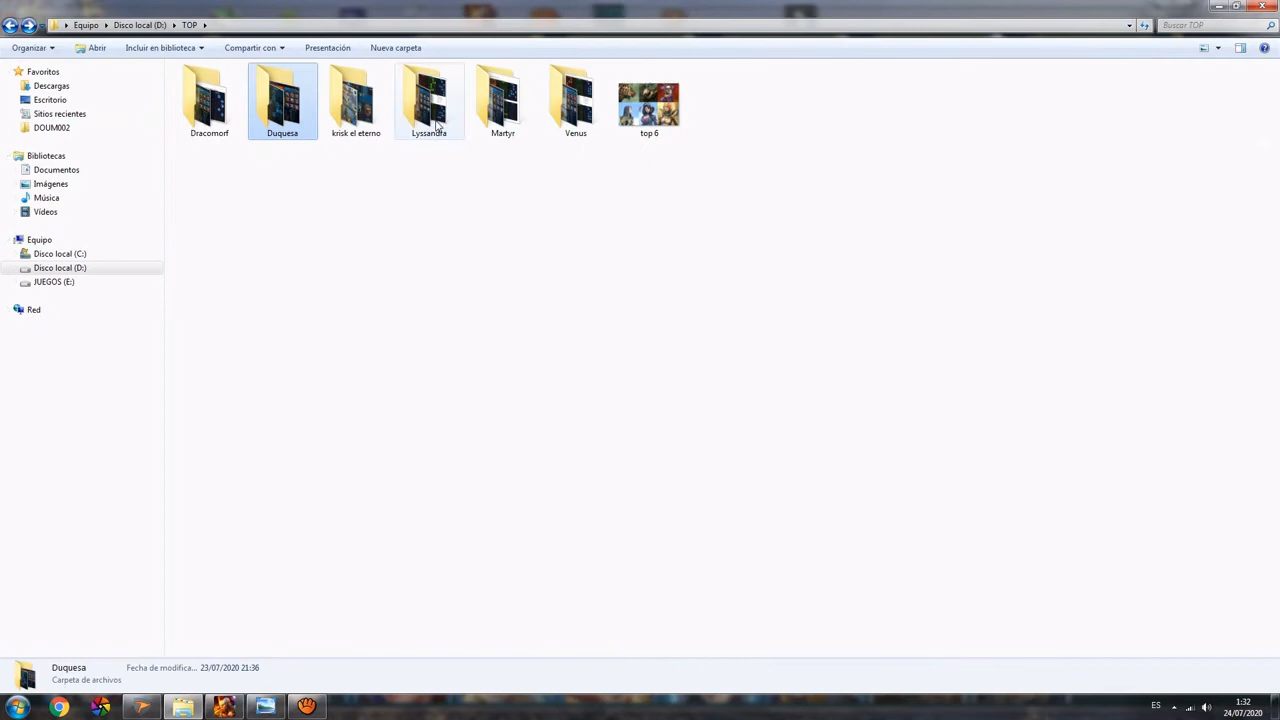 Equipo ▸ Disco local (D:) ▸ TOP ▸
Buscar TOP
Organizar ▾ Abrir Incluir en biblioteca ▾ Compartir con ▾ Presentación Nueva carpeta
Favoritos
Descargas
Escritorio
Sitios recientes
DOUM002
Bibliotecas
Documentos
Imágenes
Música
Vídeos
Equipo
Disco local (C:)
Disco local (D:)
JUEGOS (E:)
Red
Dracomorf Duquesa krisk el eterno Lyssandra Martyr Venus top 6
Duquesa Fecha de modifica... 23/07/2020 21:36
Carpeta de archivos
ES 1:32
24/07/2020